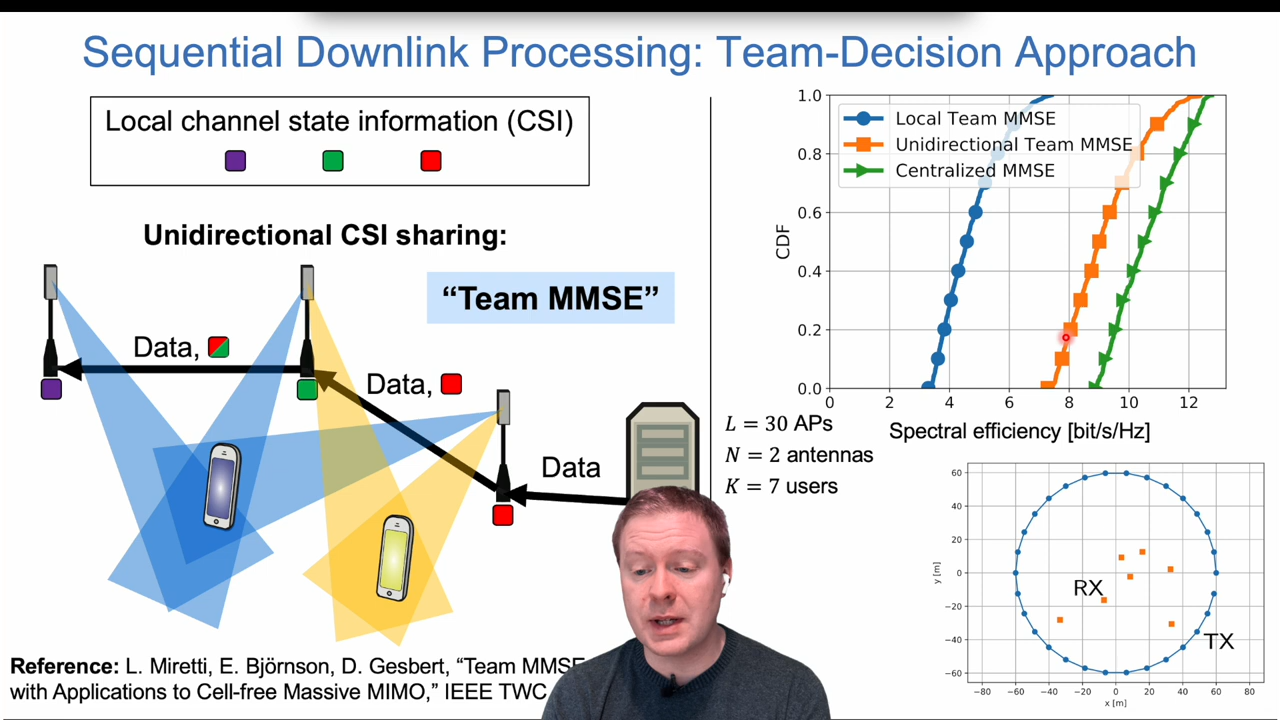 Sequential Downlink Processing: Team-Decision Approach
Local channel state information (CSI)
Unidirectional CSI sharing:
“Team MMSE”
Data,
Data,
Data
Reference: L. Miretti, E. Björnson, D. Gesbert, “Team MMSE
with Applications to Cell-free Massive MIMO,” IEEE TWC
1.0
0.8
0.6
0.4
0.2
0.0
CDF
Local Team MMSE
Unidirectional Team MMSE
Centralized MMSE
0 2 4 6 8 10 12
Spectral efficiency [bit/s/Hz]
L = 30 APs
N = 2 antennas
K = 7 users
60
40
20
0
−20
−40
−60
y [m]
RX
TX
−80 −60 −40 −20 0 20 40 60 80
x [m]